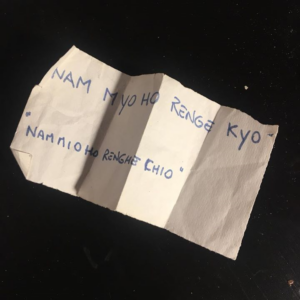 NAM MYOHO RENGE KYO
"NAMMIOHO RENGHE CHIO"